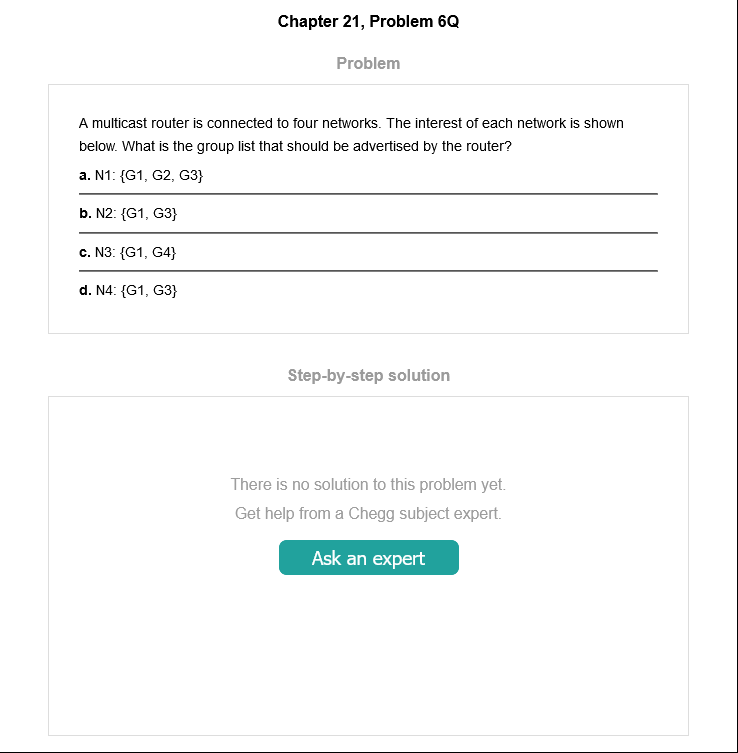 Chapter 21, Problem 6Q
Problem
A multicast router is connected to four networks. The interest of each network is shown
below. What is the group list that should be advertised by the router?
a. N1: {G1, G2, G3}
b. N2: {G1, G3}
c. N3: {G1, G4}
d. N4: {G1, G3}
Step-by-step solution
There is no solution to this problem yet.
Get help from a Chegg subject expert.
Ask an expert